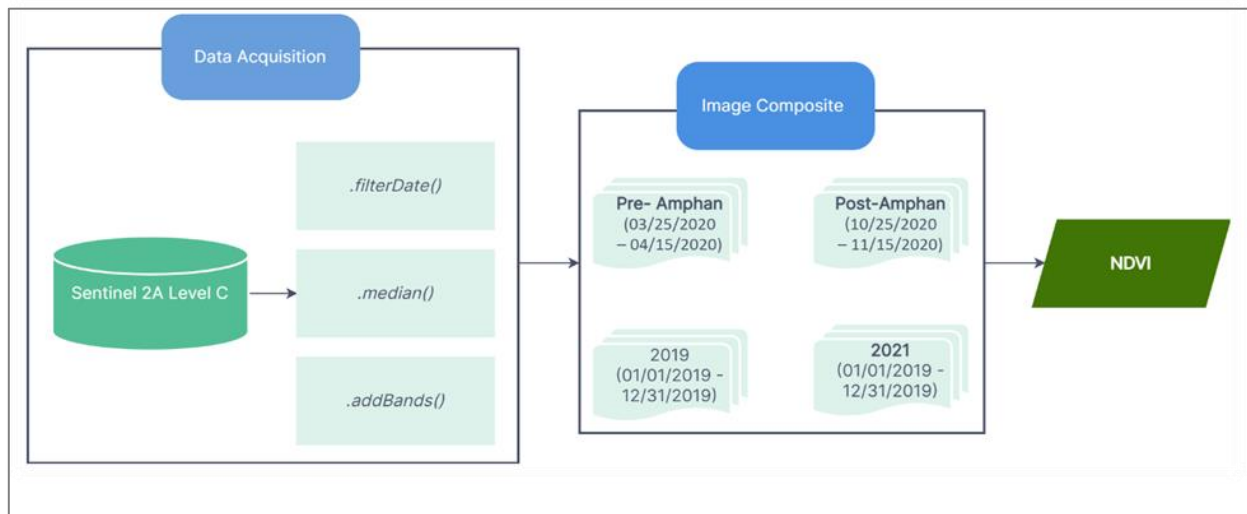 Data Acquisition
.filterDate()
Sentinel 2A Level C
.median()
.addBands()
Image Composite
Pre- Amphan
(03/25/2020
– 04/15/2020)
Post-Amphan
(10/25/2020
– 11/15/2020)
2019
(01/01/2019 -
12/31/2019)
2021
(01/01/2019 -
12/31/2019)
NDVI